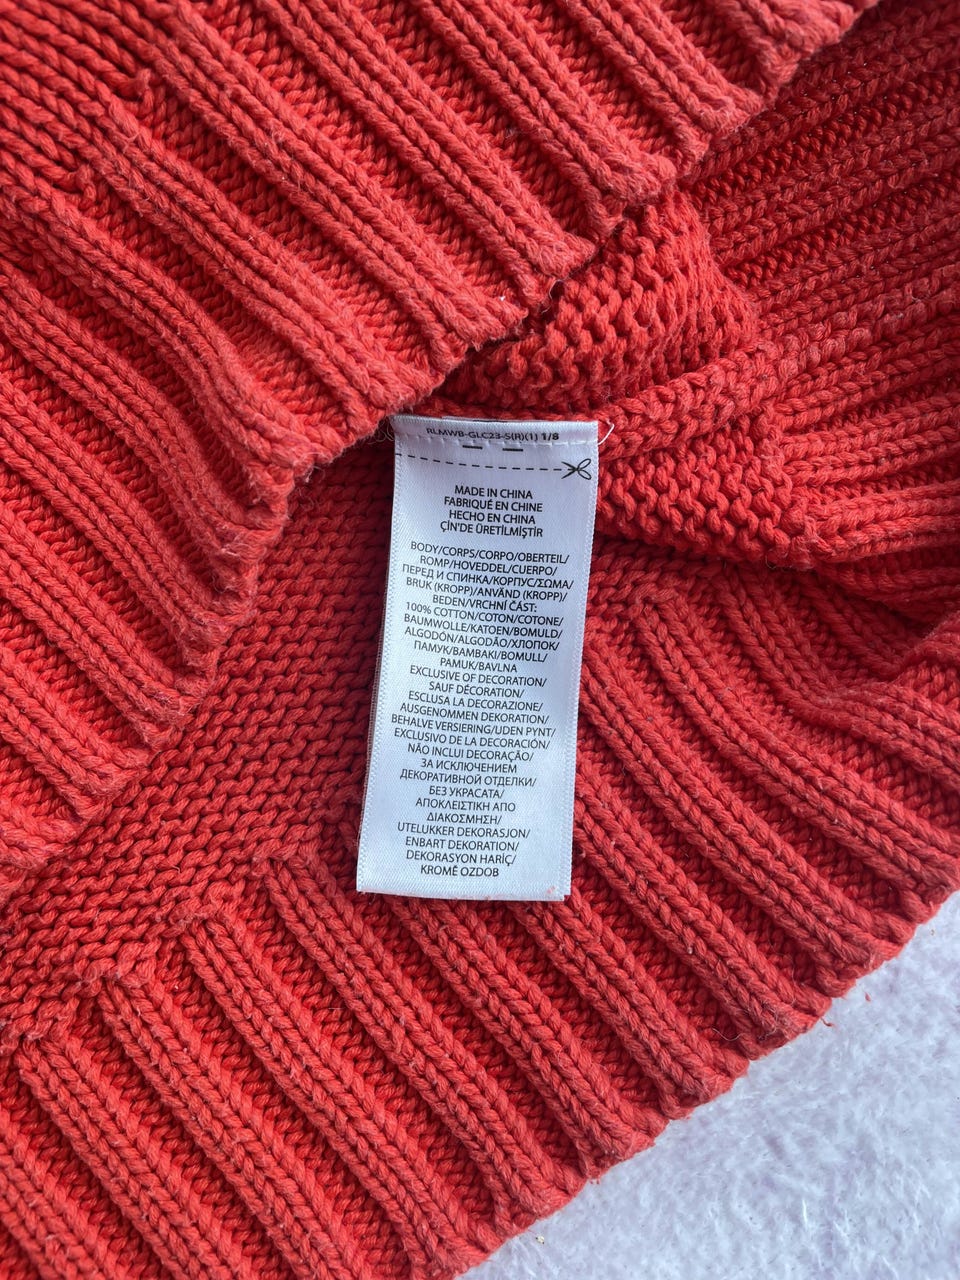 RLMWB-GLC23-S(R)(1) 1/8
MADE IN CHINA
FABRIQUÉ EN CHINE
HECHO EN CHINA
ÇİN'DE ÜRETİLMİŞTİR
BODY/CORPS/CORPO/OBERTEIL/
ROMP/HOVEDDEL/CUERPO/
ПЕРЕД И СПИНКА/КОРПУС/ΣΩΜΑ/
BRUK (KROPP)/ANVÄND (KROPP)/
BEDEN/VRCHNÍ ČÁST:
100% COTTON/COTON/COTONE/
BAUMWOLLE/KATOEN/BOMULD/
ALGODÓN/ALGODÃO/ХЛОПОК/
ПАМУК/ΒΑΜΒΑΚΙ/BOMULL/
PAMUK/BAVLNA
EXCLUSIVE OF DECORATION/
SAUF DÉCORATION/
ESCLUSA LA DECORAZIONE/
AUSGENOMMEN DEKORATION/
BEHALVE VERSIERING/UDEN PYNT/
EXCLUSIVO DE LA DECORACIÓN/
NÃO INCLUI DECORAÇÃO/
ЗА ИСКЛЮЧЕНИЕМ
ДЕКОРАТИВНОЙ ОТДЕЛКИ/
БЕЗ УКРАСАТА/
ΑΠΟΚΛΕΙΣΤΙΚΗ ΑΠΟ
ΔΙΑΚΟΣΜΗΣΗ/
UTELUKKER DEKORASJON/
ENBART DEKORATION/
DEKORASYON HARİÇ/
KROMĚ OZDOB